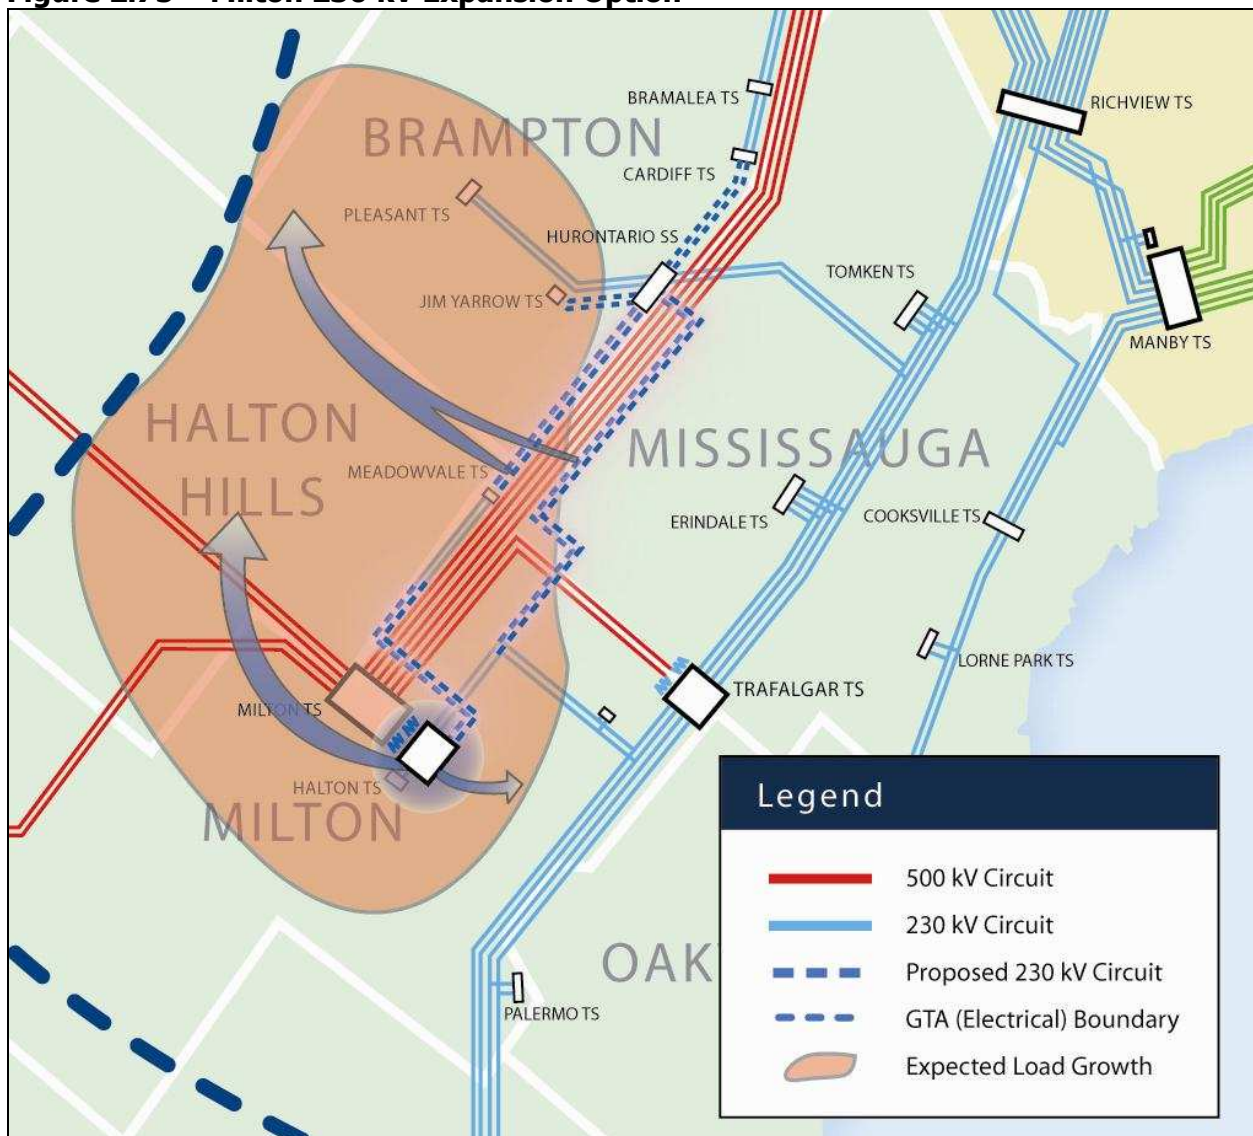 BRAMALEA TS
RICHVIEW TS
BRAMPTON
CARDIFF TS
PLEASANT TS
HURONTARIO SS
TOMKEN TS
JIM YARROW TS
MANBY TS
HALTON
HILLS
MISSISSAUGA
MEADOWVALE TS
ERINDALE TS
COOKSVILLE TS
LORNE PARK TS
TRAFALGAR TS
MILTON TS
HALTON TS
MILTON
OAK
PALERMO TS
Legend
500 kV Circuit
230 kV Circuit
Proposed 230 kV Circuit
GTA (Electrical) Boundary
Expected Load Growth